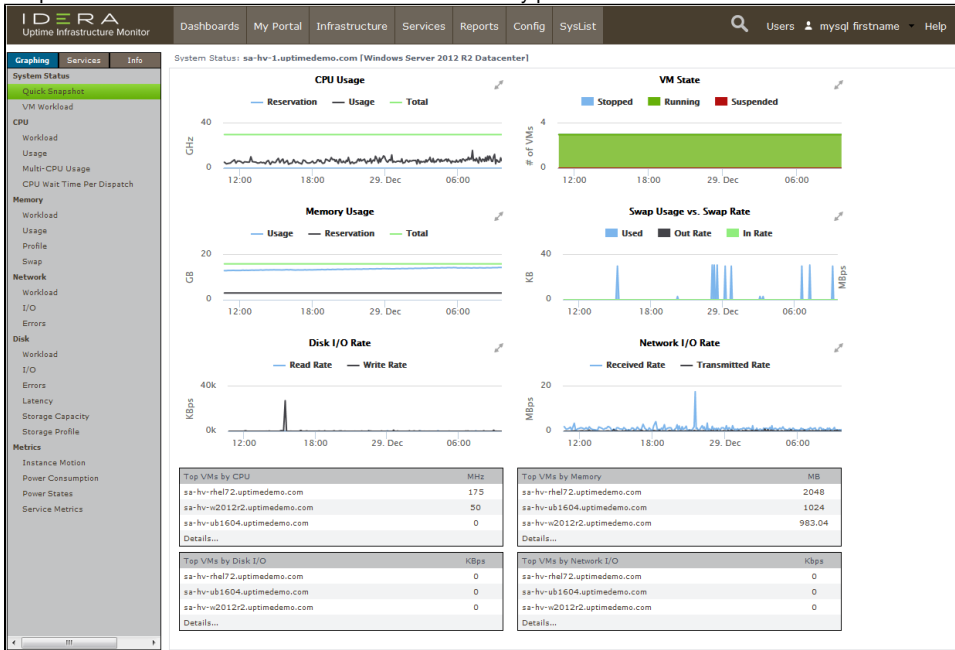 IDERA
Uptime Infrastructure Monitor
Dashboards My Portal Infrastructure Services Reports Config SysList
Users mysql firstname Help
Graphing Services Info
System Status
Quick Snapshot
VM Workload
CPU
Workload
Usage
Multi-CPU Usage
CPU Wait Time Per Dispatch
Memory
Workload
Usage
Profile
Swap
Network
Workload
I/O
Errors
Disk
Workload
I/O
Errors
Latency
Storage Capacity
Storage Profile
Metrics
Instance Motion
Power Consumption
Power States
Service Metrics
System Status: sa-hv-1.uptimedemo.com [Windows Server 2012 R2 Datacenter]
CPU Usage
Reservation Usage Total
40
GHz
0
12:00 18:00 29. Dec 06:00
VM State
Stopped Running Suspended
4
# of VMs
0
12:00 18:00 29. Dec 06:00
Memory Usage
Usage Reservation Total
20
GB
0
12:00 18:00 29. Dec 06:00
Swap Usage vs. Swap Rate
Used Out Rate In Rate
40
KB
MBps
0
12:00 18:00 29. Dec 06:00
Disk I/O Rate
Read Rate Write Rate
40k
KBps
0k
12:00 18:00 29. Dec 06:00
Network I/O Rate
Received Rate Transmitted Rate
20
MBps
0
12:00 18:00 29. Dec 06:00
Top VMs by CPU MHz
sa-hv-rhel72.uptimedemo.com 175
sa-hv-w2012r2.uptimedemo.com 50
sa-hv-ub1604.uptimedemo.com 0
Details...
Top VMs by Memory MB
sa-hv-rhel72.uptimedemo.com 2048
sa-hv-ub1604.uptimedemo.com 1024
sa-hv-w2012r2.uptimedemo.com 983.04
Details...
Top VMs by Disk I/O KBps
sa-hv-rhel72.uptimedemo.com 0
sa-hv-ub1604.uptimedemo.com 0
sa-hv-w2012r2.uptimedemo.com 0
Details...
Top VMs by Network I/O Kbps
sa-hv-rhel72.uptimedemo.com 0
sa-hv-ub1604.uptimedemo.com 0
sa-hv-w2012r2.uptimedemo.com 0
Details...